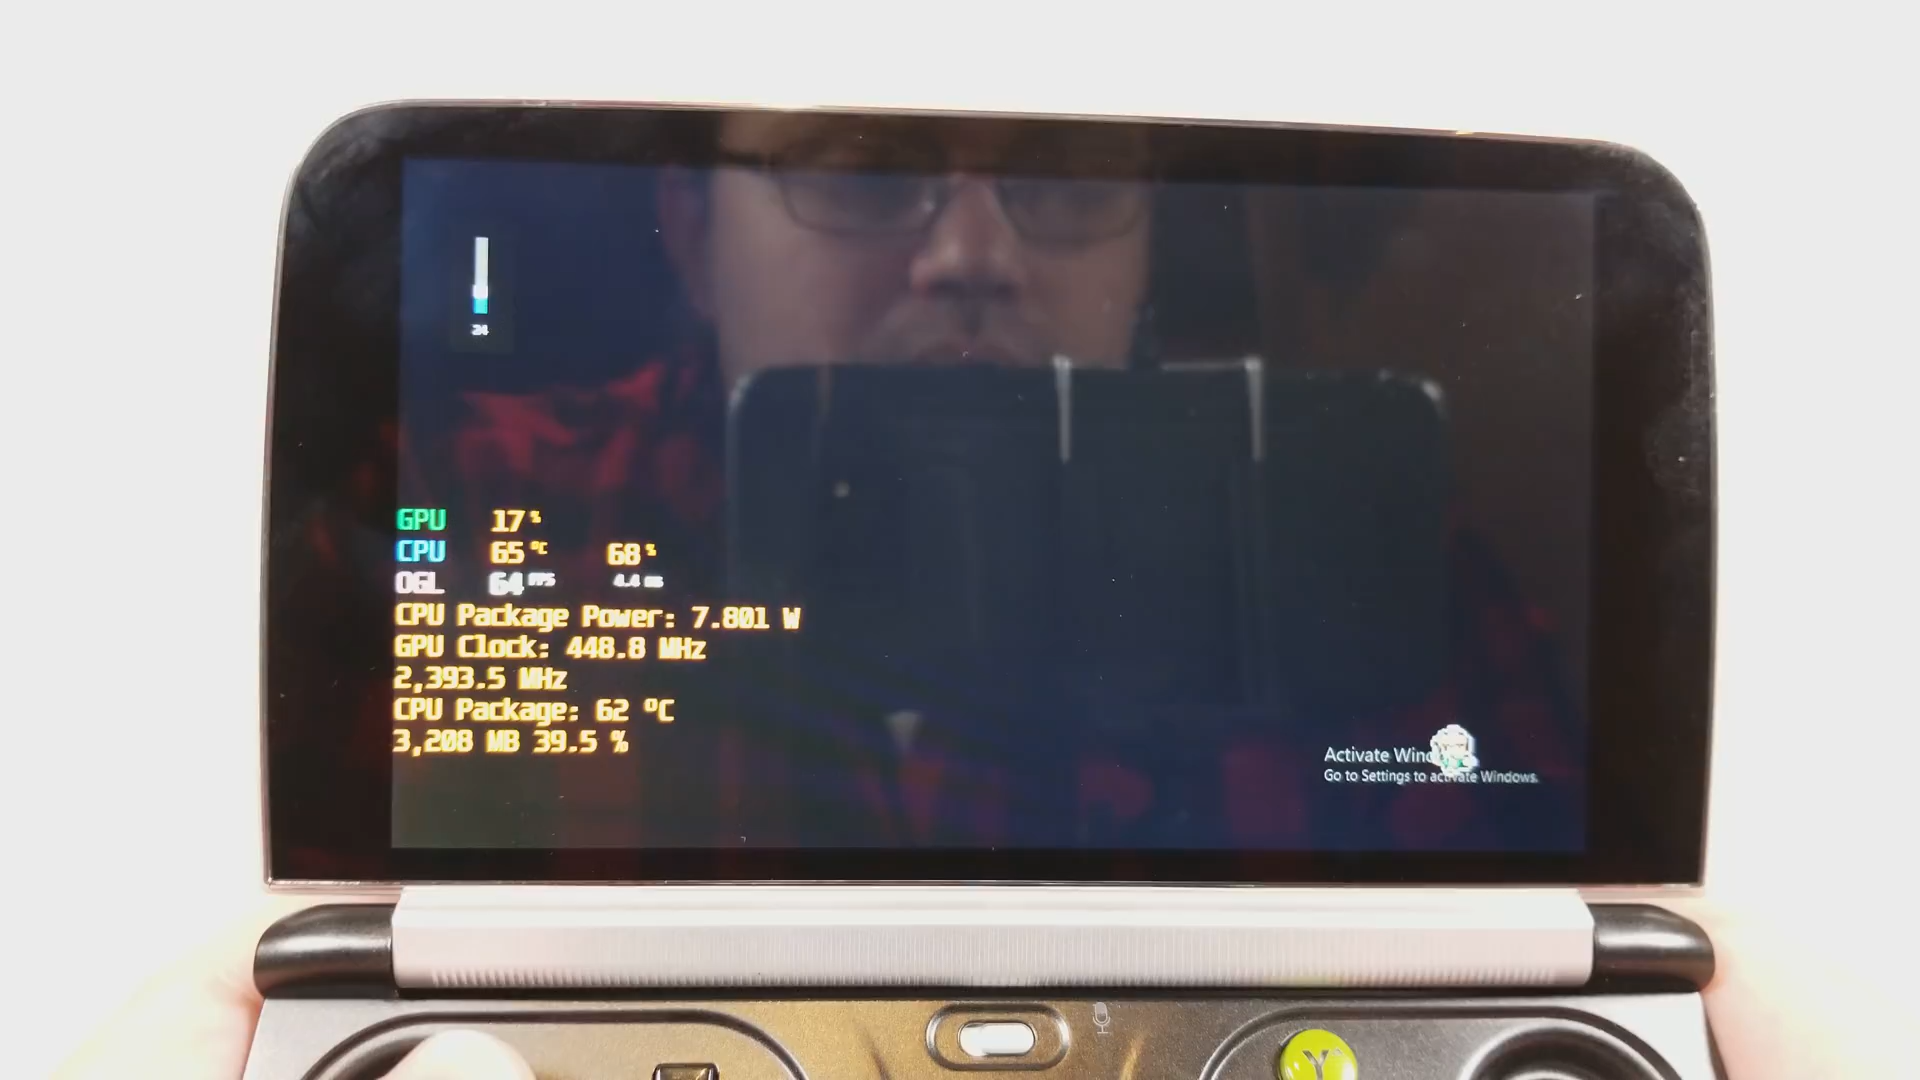 24
GPU 17 %
CPU 65 °C 68 %
OGL 64 FPS 4.4 ms
CPU Package Power: 7.801 W
GPU Clock: 448.8 MHz
2,393.5 MHz
CPU Package: 62 °C
3,208 MB 39.5 %
Activate
Go to Settings to activate Windows.
Y